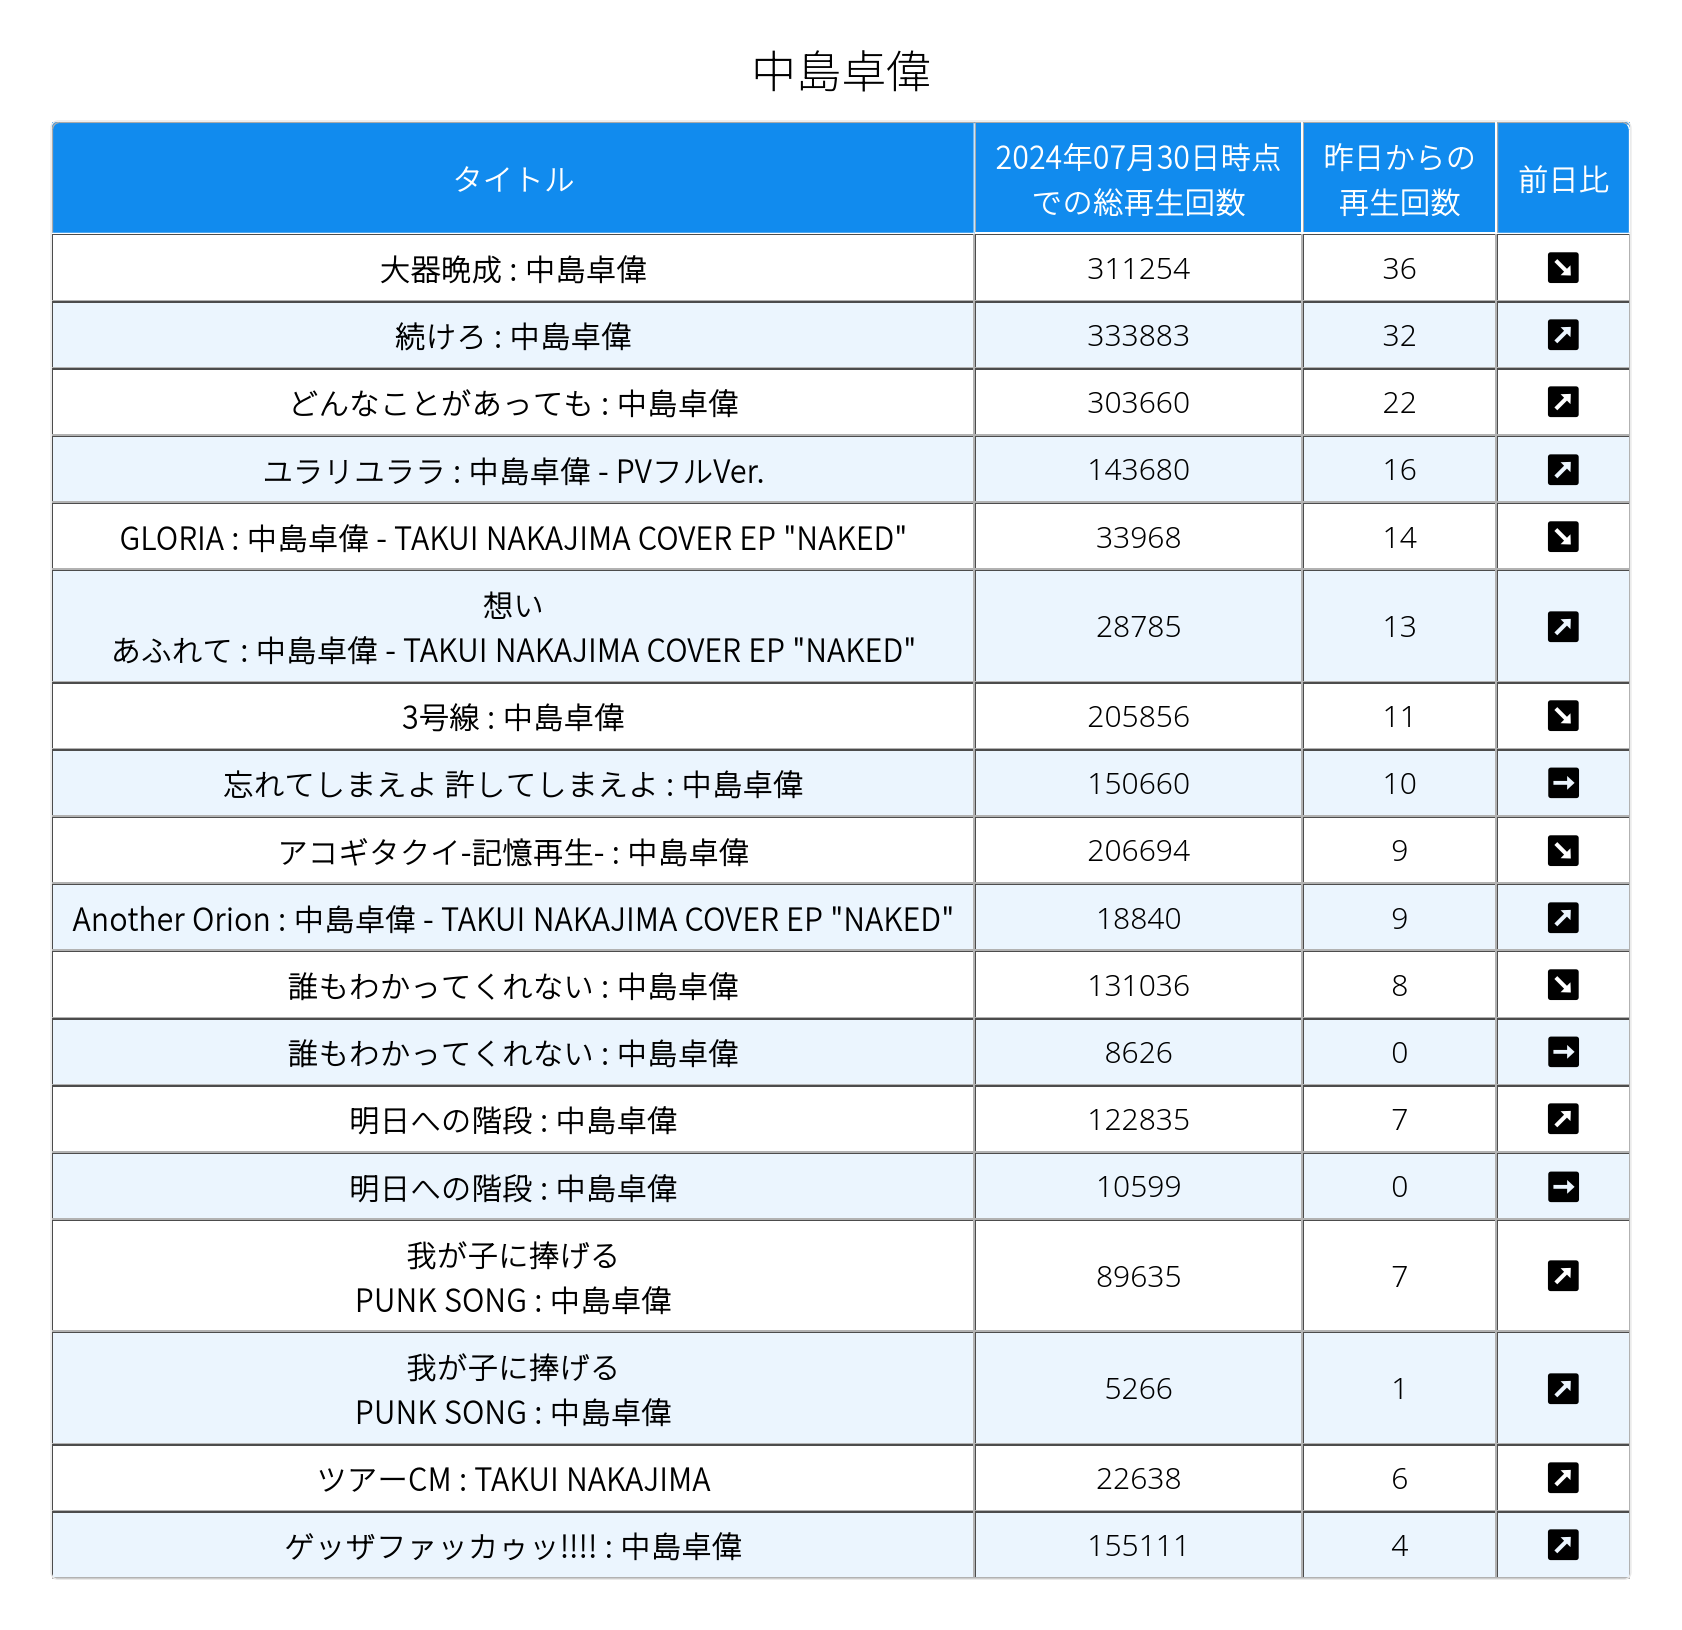 中島卓偉
タイトル
2024年07月30日時点
での総再生回数
昨日からの
再生回数
前日比
大器晩成 : 中島卓偉 311254 36 ↘
続けろ : 中島卓偉 333883 32 ↗
どんなことがあっても : 中島卓偉 303660 22 ↗
ユラリユララ : 中島卓偉 - PVフルVer. 143680 16 ↗
GLORIA : 中島卓偉 - TAKUI NAKAJIMA COVER EP "NAKED" 33968 14 ↘
想い
あふれて : 中島卓偉 - TAKUI NAKAJIMA COVER EP "NAKED" 28785 13 ↗
3号線 : 中島卓偉 205856 11 ↘
忘れてしまえよ 許してしまえよ : 中島卓偉 150660 10 →
アコギタクイ-記憶再生- : 中島卓偉 206694 9 ↘
Another Orion : 中島卓偉 - TAKUI NAKAJIMA COVER EP "NAKED" 18840 9 ↗
誰もわかってくれない : 中島卓偉 131036 8 ↘
誰もわかってくれない : 中島卓偉 8626 0 →
明日への階段 : 中島卓偉 122835 7 ↗
明日への階段 : 中島卓偉 10599 0 →
我が子に捧げる
PUNK SONG : 中島卓偉 89635 7 ↗
我が子に捧げる
PUNK SONG : 中島卓偉 5266 1 ↗
ツアーCM : TAKUI NAKAJIMA 22638 6 ↗
ゲッザファッカゥッ!!!! : 中島卓偉 155111 4 ↗